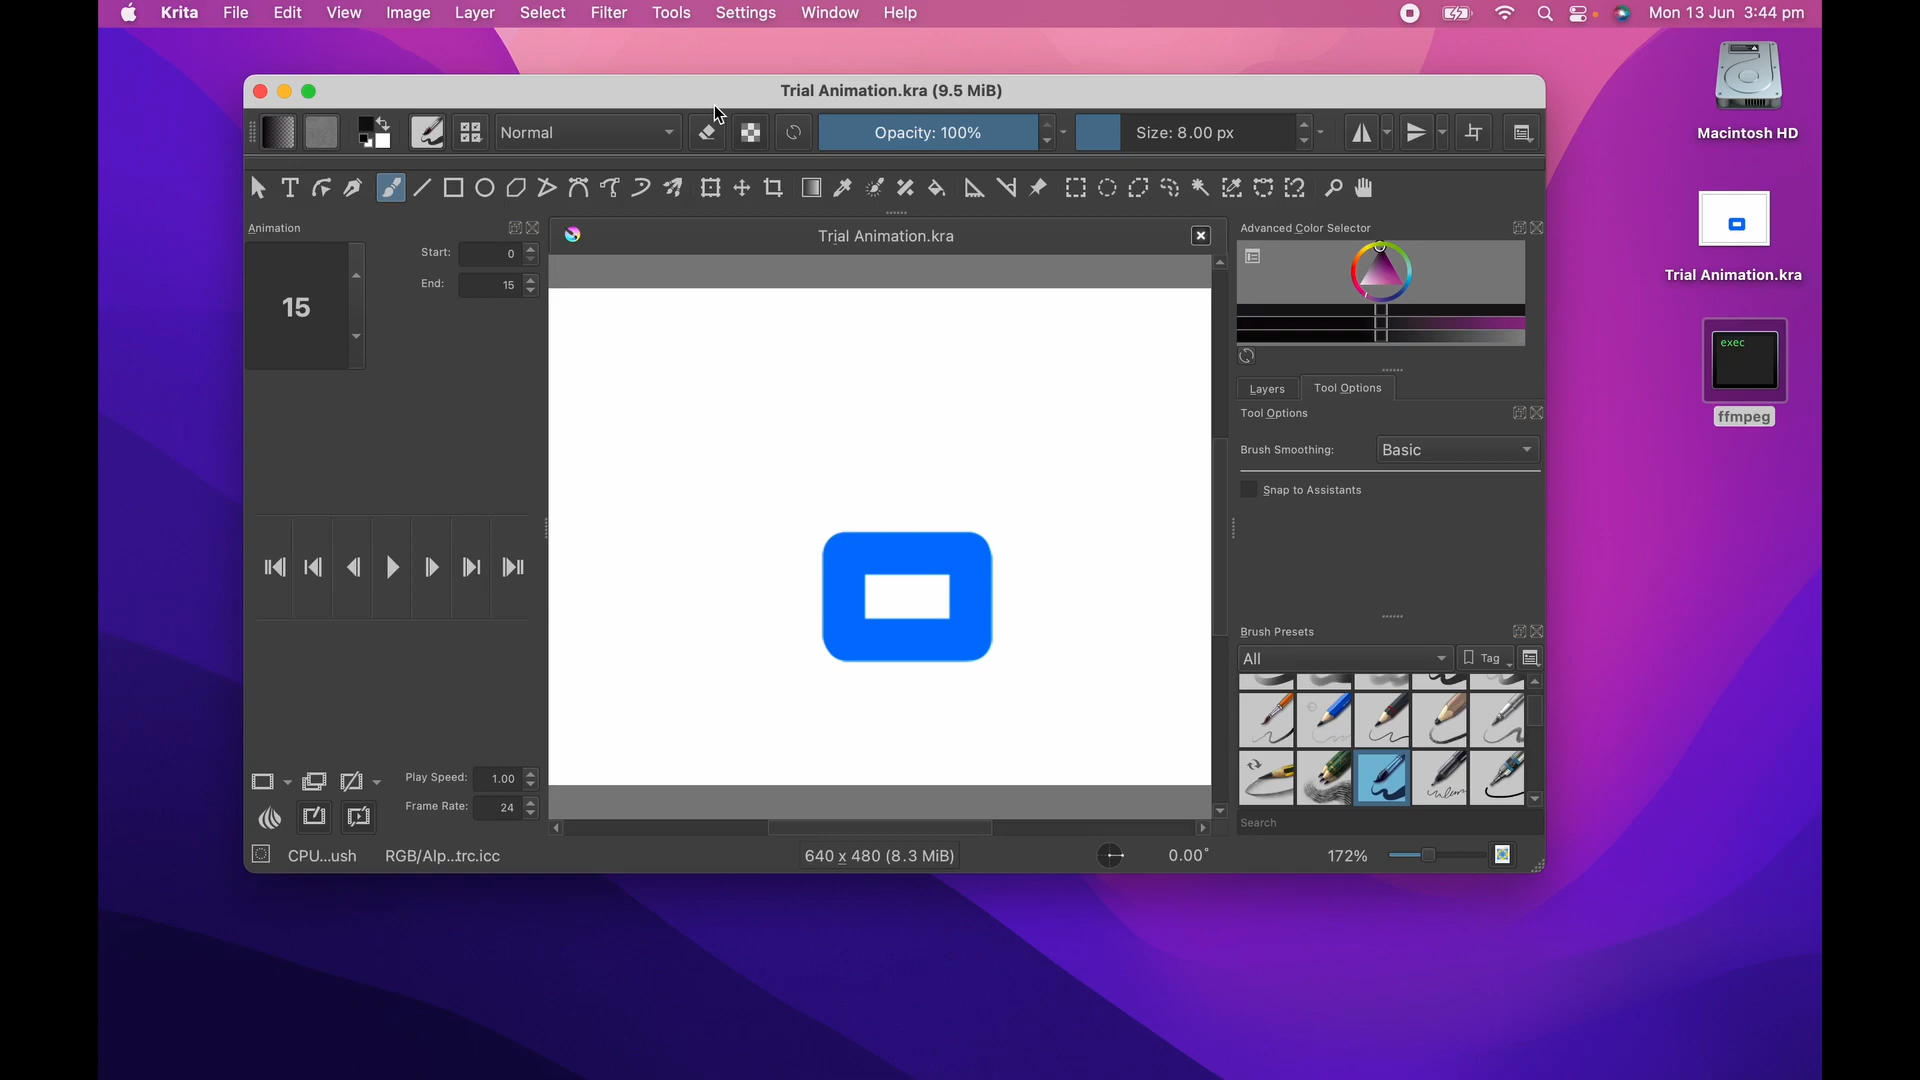 Krita File Edit View Image Layer Select Filter Tools Settings Window Help Mon 13 Jun 3:44 pm
Trial Animation.kra (9.5 MiB)
Normal Opacity: 100% Size: 8.00 px
Macintosh HD
Trial Animation.kra
exec
ffmpeg
Animation
Start: 0
End: 15
15
Trial Animation.kra
Advanced Color Selector
Layers Tool Options
Tool Options
Brush Smoothing: Basic
Snap to Assistants
Brush Presets
All Tag
Search
Play Speed: 1.00
Frame Rate: 24
CPU...ush RGB/Alp...trc.icc 640 x 480 (8.3 MiB) 0.00° 172%